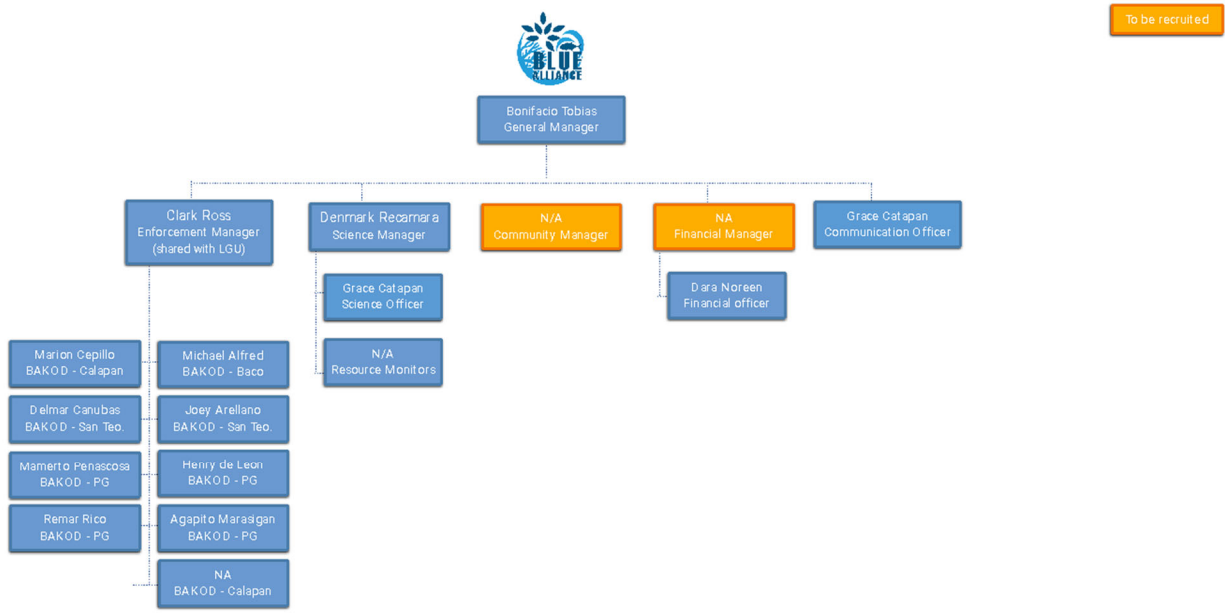 To be recruited
BLUE
ALLIANCE
Bonifacio Tobias
General Manager
Clark Ross
Enforcement Manager
(shared with LGU)
Denmark Recamara
Science Manager
N/A
Community Manager
NA
Financial Manager
Grace Catapan
Communication Officer
Grace Catapan
Science Officer
Dara Noreen
Financial officer
N/A
Resource Monitors
Marion Cepillo
BAKOD - Calapan
Michael Alfred
BAKOD - Baco
Delmar Canubas
BAKOD - San Teo.
Joey Arellano
BAKOD - San Teo.
Mamerto Penascosa
BAKOD - PG
Henry de Leon
BAKOD - PG
Remar Rico
BAKOD - PG
Agapito Marasigan
BAKOD - PG
NA
BAKOD - Calapan